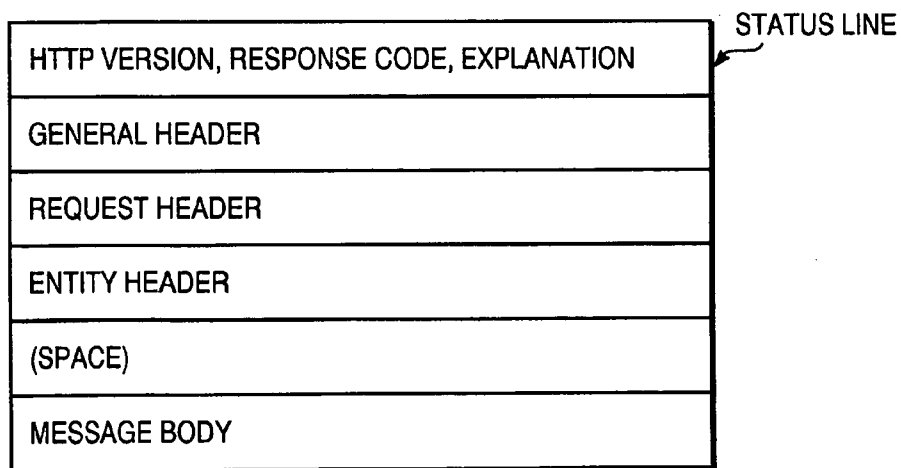 STATUS LINE
HTTP VERSION, RESPONSE CODE, EXPLANATION
GENERAL HEADER
REQUEST HEADER
ENTITY HEADER
(SPACE)
MESSAGE BODY